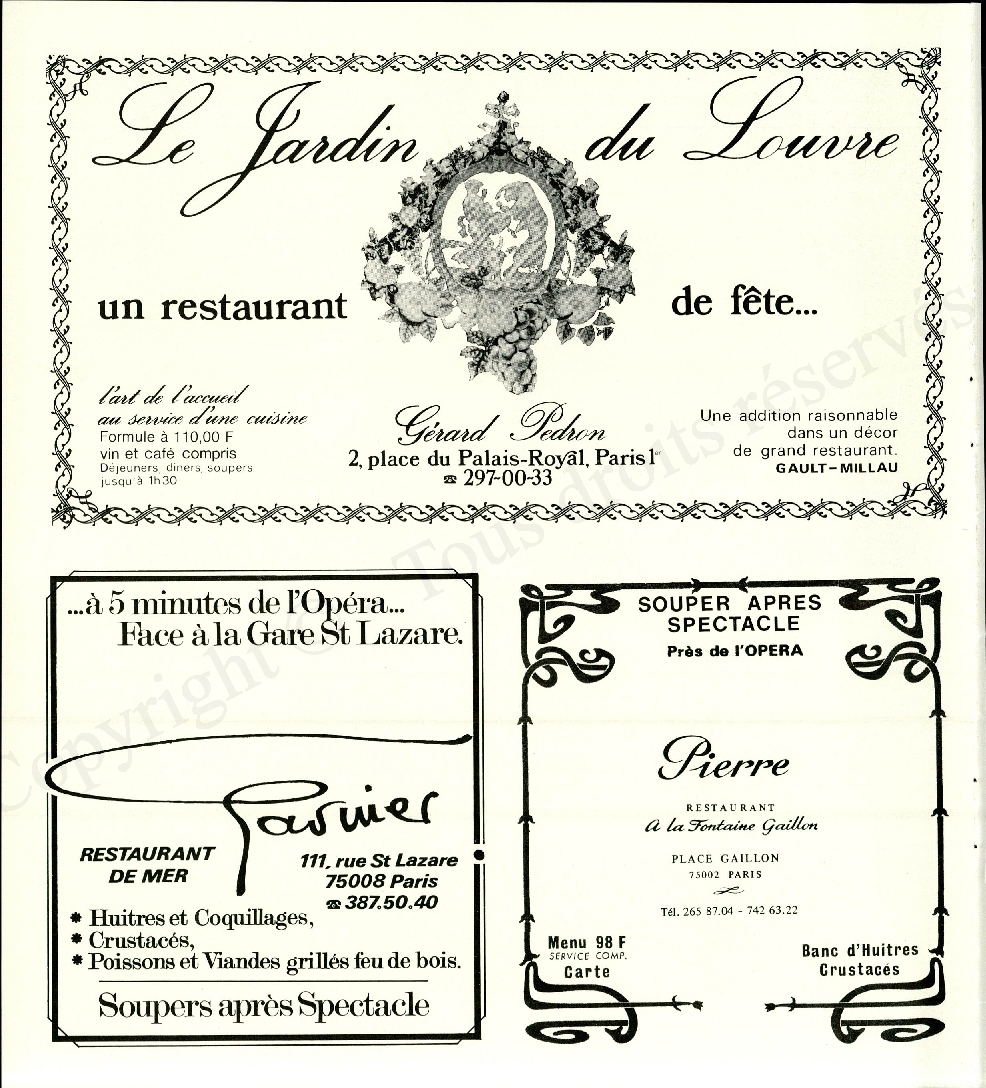 Le Jardin du Louvre
un restaurant de fête...
l'art de l'accueil
au service d'une cuisine
Formule à 110,00 F
vin et café compris
Déjeuners, diners, soupers
jusqu'à 1h30
Gérard Pedron
2, place du Palais-Royal, Paris 1er
☎ 297-00-33
Une addition raisonnable
dans un décor
de grand restaurant.
GAULT-MILLAU
...à 5 minutes de l'Opéra...
Face à la Gare St Lazare.
Garnier
RESTAURANT
DE MER
111, rue St Lazare
75008 Paris
☎ 387.50.40
* Huitres et Coquillages,
* Crustacés,
* Poissons et Viandes grillés feu de bois.
Soupers après Spectacle
SOUPER APRES
SPECTACLE
Près de l'OPERA
Pierre
RESTAURANT
A la Fontaine Gaillon
PLACE GAILLON
75002 PARIS
Tél. 265 87.04 - 742 63.22
Menu 98 F
SERVICE COMP.
Carte
Banc d'Huitres
Crustacés
Copyright © Tous droits réservés